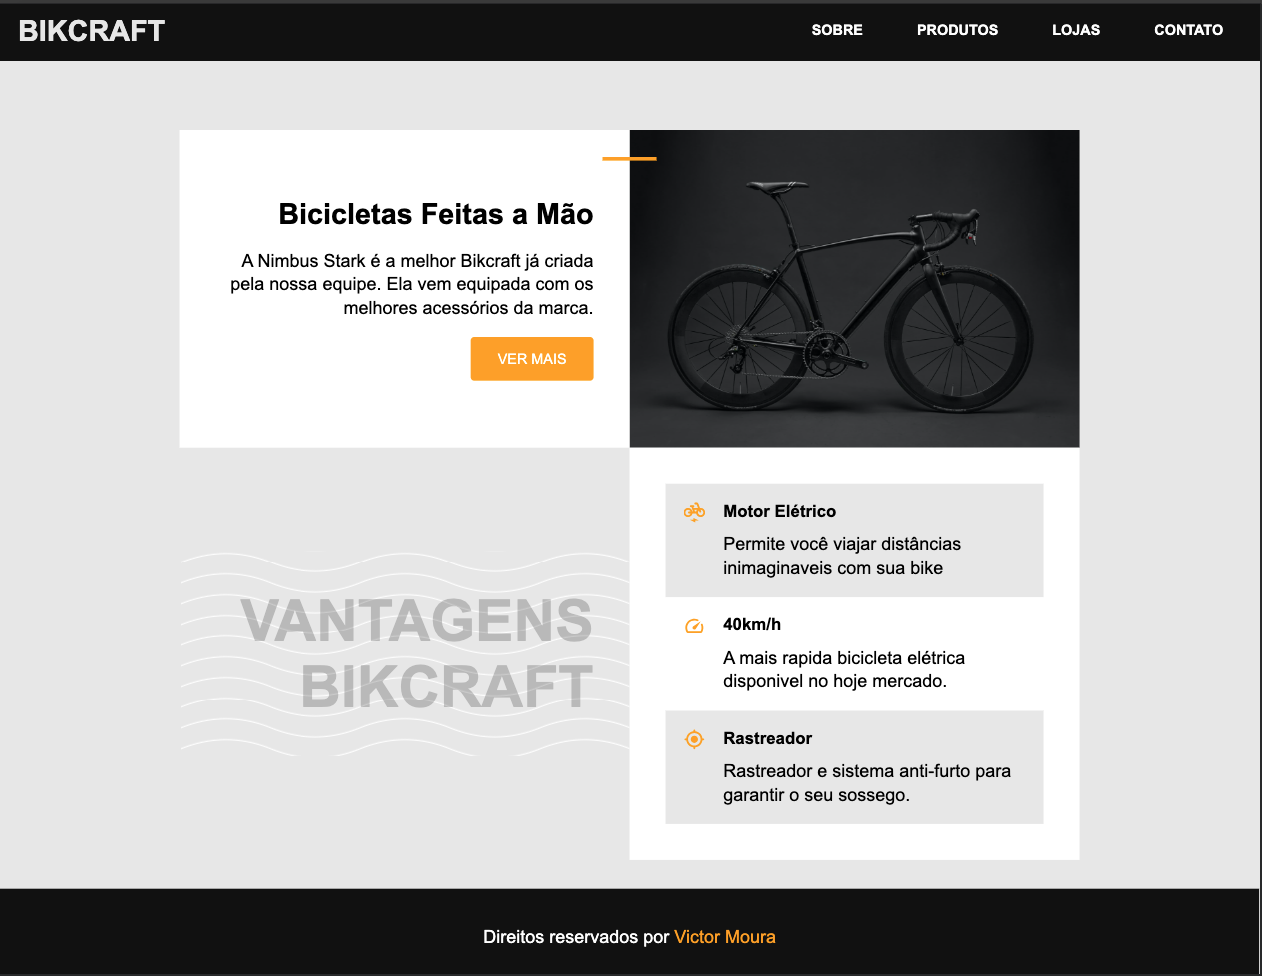 BIKCRAFT
SOBRE PRODUTOS LOJAS CONTATO
Bicicletas Feitas a Mão
A Nimbus Stark é a melhor Bikcraft já criada
pela nossa equipe. Ela vem equipada com os
melhores acessórios da marca.
VER MAIS
VANTAGENS
BIKCRAFT
Motor Elétrico
Permite você viajar distâncias
inimaginaveis com sua bike
40km/h
A mais rapida bicicleta elétrica
disponivel no hoje mercado.
Rastreador
Rastreador e sistema anti-furto para
garantir o seu sossego.
Direitos reservados por Victor Moura